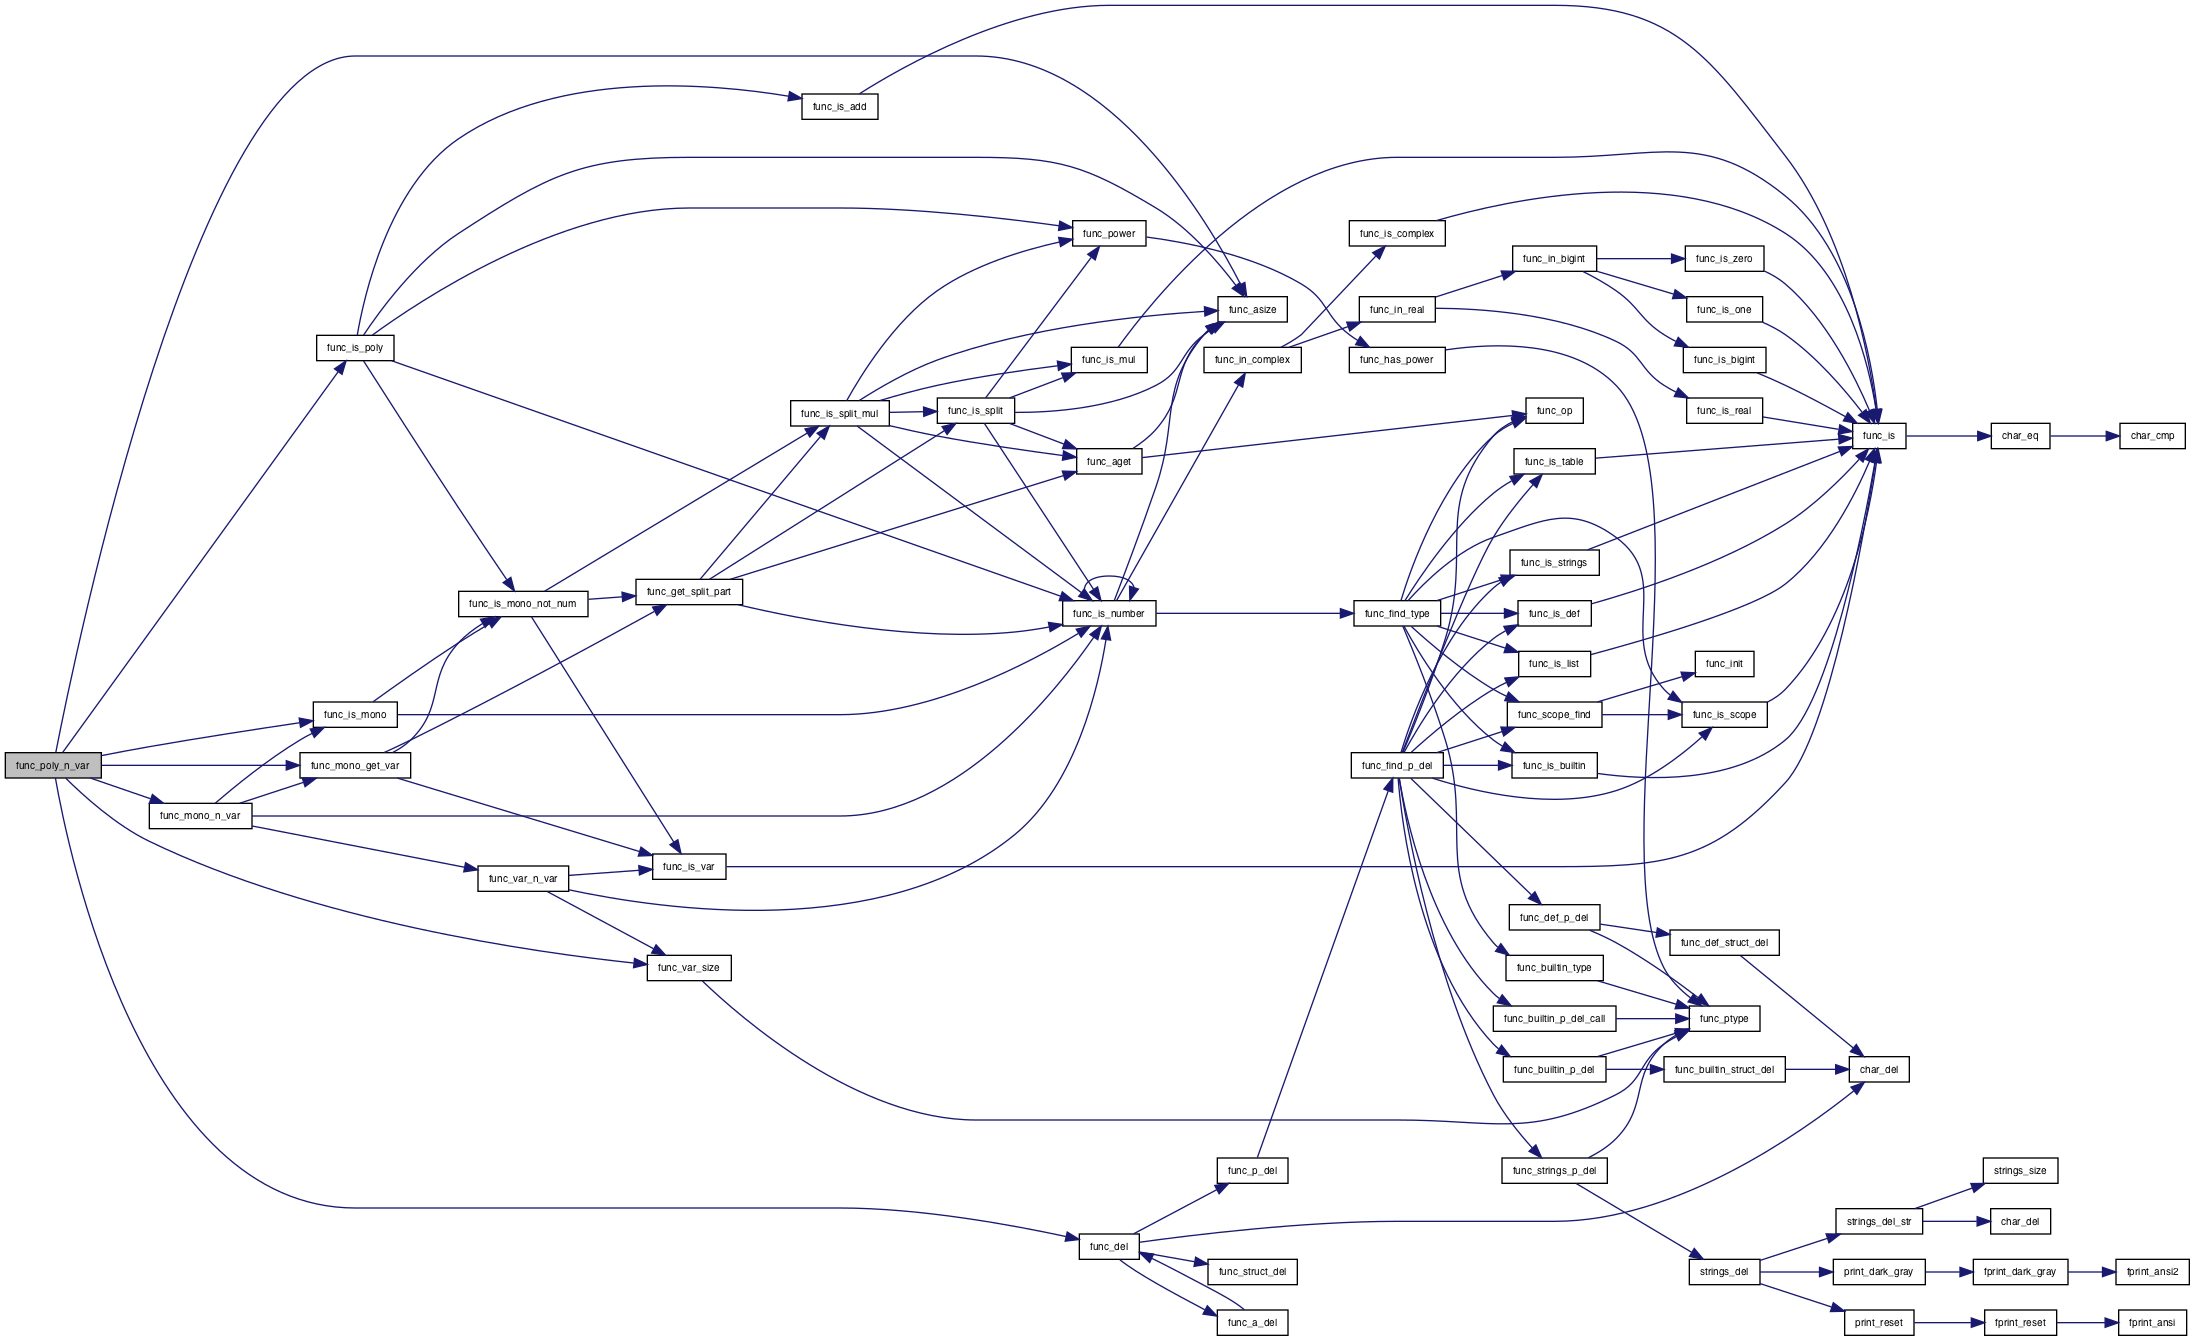 func_poly_n_var
func_is_poly
func_is_mono
func_mono_get_var
func_mono_n_var
func_is_mono_not_num
func_var_n_var
func_get_split_part
func_is_var
func_var_size
func_is_add
func_is_split_mul
func_is_split
func_power
func_is_mul
func_aget
func_is_number
func_del
func_asize
func_in_complex
func_p_del
func_struct_del
func_a_del
func_is_complex
func_in_real
func_has_power
func_find_type
func_find_p_del
func_in_bigint
func_op
func_is_table
func_is_strings
func_is_def
func_is_list
func_scope_find
func_is_builtin
func_def_p_del
func_builtin_type
func_builtin_p_del_call
func_builtin_p_del
func_strings_p_del
func_is_zero
func_is_one
func_is_bigint
func_is_real
func_init
func_is_scope
func_def_struct_del
func_ptype
func_builtin_struct_del
strings_del
func_is
char_del
strings_del_str
print_dark_gray
print_reset
char_eq
strings_size
char_del
fprint_dark_gray
fprint_reset
char_cmp
fprint_ansi2
fprint_ansi